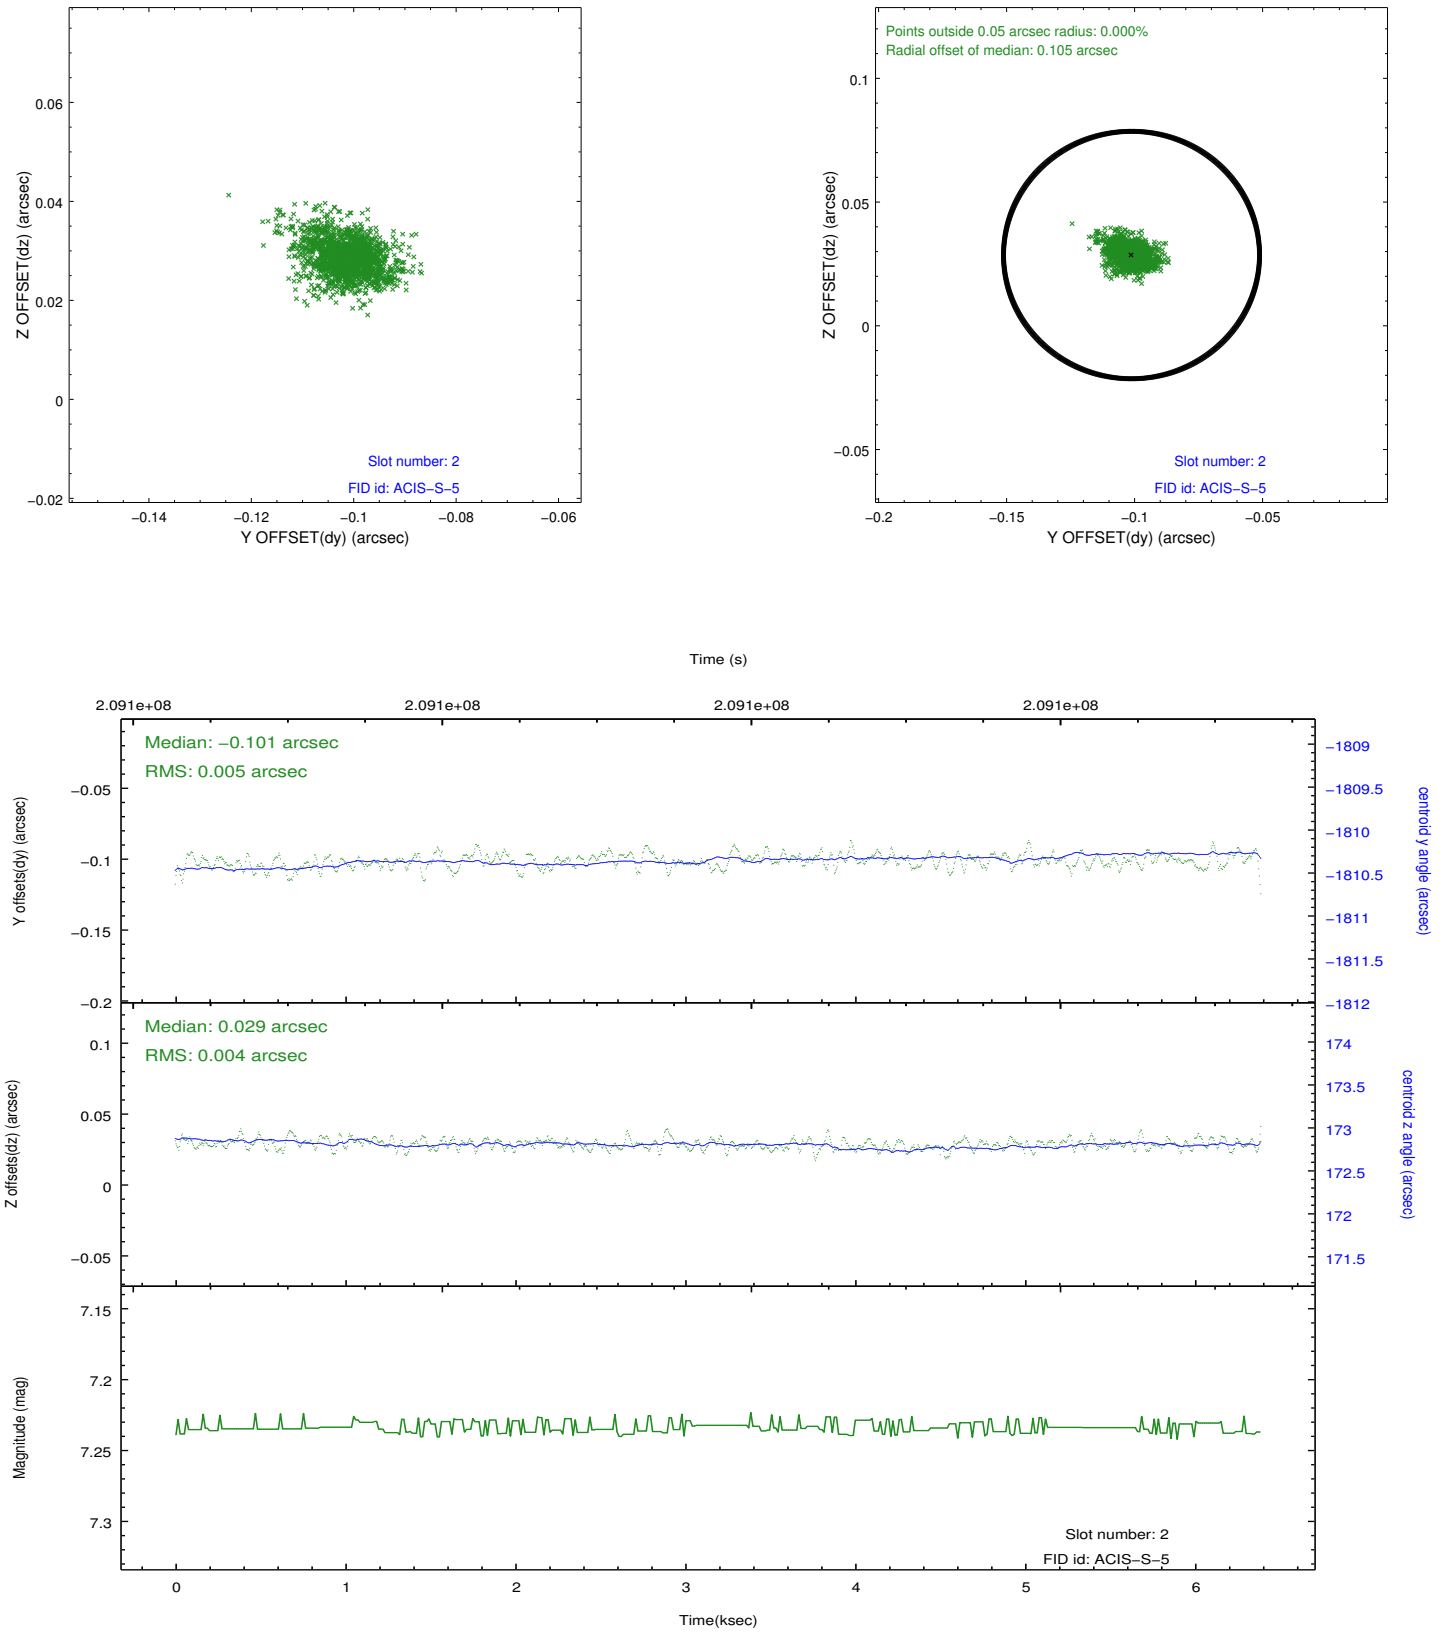 0.06
0.04
0.02
0
−0.02
Z OFFSET(dz) (arcsec)
Slot number: 2
FID id: ACIS−S−5
−0.14 −0.12 −0.1 −0.08 −0.06
Y OFFSET(dy) (arcsec)
Points outside 0.05 arcsec radius: 0.000%
Radial offset of median: 0.105 arcsec
0.1
0.05
0
−0.05
Z OFFSET(dz) (arcsec)
Slot number: 2
FID id: ACIS−S−5
−0.2 −0.15 −0.1 −0.05
Y OFFSET(dy) (arcsec)
Time (s)
2.091e+08 2.091e+08 2.091e+08 2.091e+08
Median: −0.101 arcsec
RMS: 0.005 arcsec
−0.05
−0.1
−0.15
−0.2
Y offsets(dy) (arcsec)
−1809
−1809.5
−1810
−1810.5
−1811
−1811.5
−1812
centroid y angle (arcsec)
Median: 0.029 arcsec
RMS: 0.004 arcsec
0.1
0.05
0
−0.05
Z offsets(dz) (arcsec)
174
173.5
173
172.5
172
171.5
centroid z angle (arcsec)
7.15
7.2
7.25
7.3
Magnitude (mag)
Slot number: 2
FID id: ACIS−S−5
0 1 2 3 4 5 6
Time(ksec)